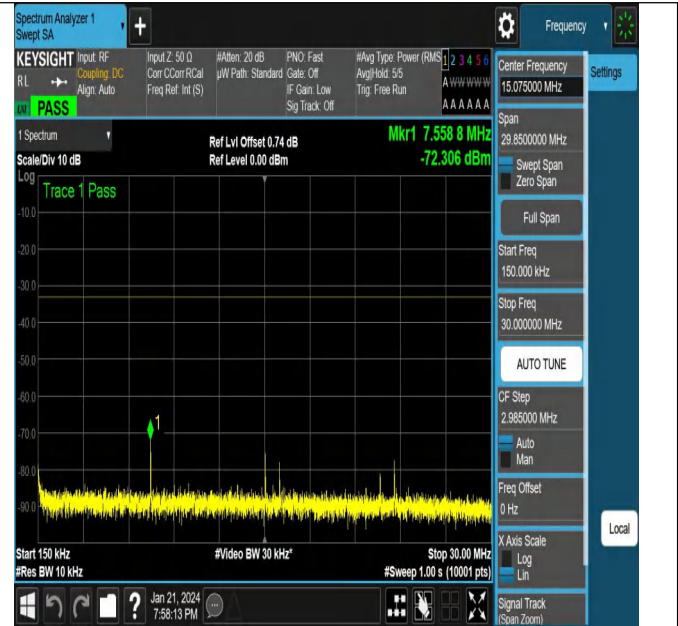 Spectrum Analyzer 1
Swept SA
+
Frequency
KEYSIGHT
RL
Input: RF
Coupling: DC
Align: Auto
Input Z: 50 Ω
Corr CCorr RCal
Freq Ref: Int (S)
#Atten: 20 dB
µW Path: Standard
PNO: Fast
Gate: Off
IF Gain: Low
Sig Track: Off
#Avg Type: Power (RMS
Avg|Hold: 5/5
Trig: Free Run
1 2 3 4 5 6
A W W W W W
A A A A A A
PASS
1 Spectrum
Scale/Div 10 dB
Ref Lvl Offset 0.74 dB
Ref Level 0.00 dBm
Mkr1 7.558 8 MHz
-72.306 dBm
Log
Trace 1 Pass
-10.0
-20.0
-30.0
-40.0
-50.0
-60.0
-70.0
-80.0
-90.0
1
Start 150 kHz
#Res BW 10 kHz
#Video BW 30 kHz*
Stop 30.00 MHz
#Sweep 1.00 s (10001 pts)
Jan 21, 2024
7:58:13 PM
Center Frequency
15.075000 MHz
Settings
Span
29.8500000 MHz
Swept Span
Zero Span
Full Span
Start Freq
150.000 kHz
Stop Freq
30.000000 MHz
AUTO TUNE
CF Step
2.985000 MHz
Auto
Man
Freq Offset
0 Hz
X Axis Scale
Log
Lin
Local
Signal Track
(Span Zoom)